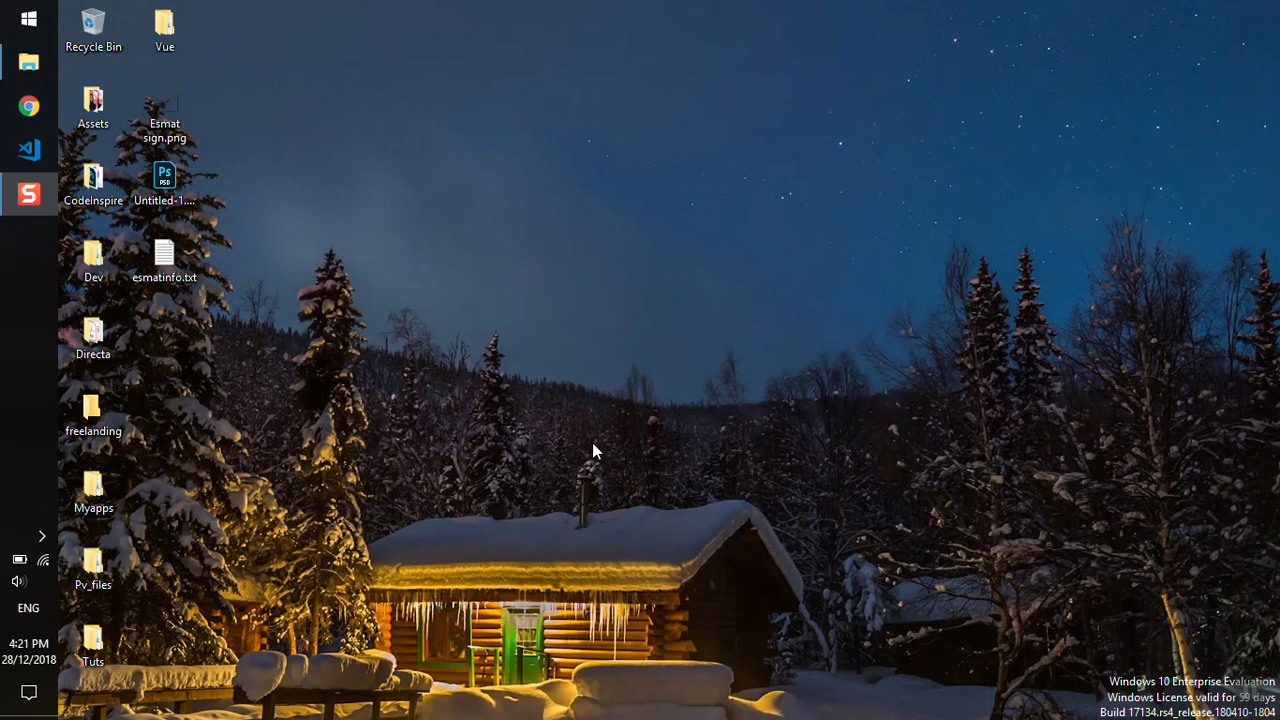 Recycle Bin
Vue
Assets
Esmat
sign.png
CodeInspire
Ps
PSD
Untitled-1....
Dev
esmatinfo.txt
Directa
freelanding
Myapps
Pv_files
Tuts
ENG
4:21 PM
28/12/2018
Windows 10 Enterprise Evaluation
Windows License valid for 59 days
Build 17134.rs4_release.180410-1804